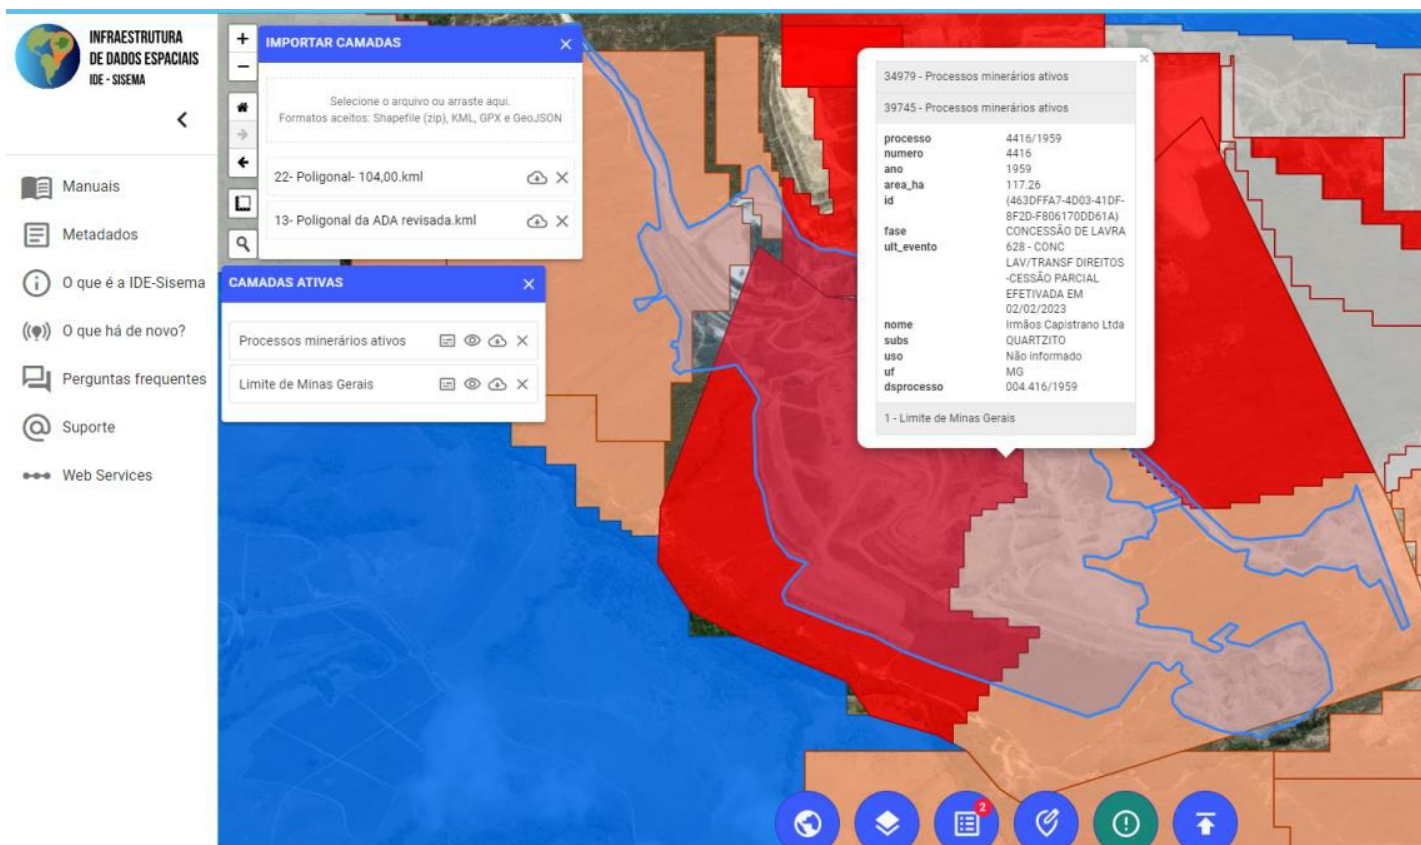 INFRAESTRUTURA
DE DADOS ESPACIAIS
IDE - SISEMA
Manuais
Metadados
O que é a IDE-Sisema
O que há de novo?
Perguntas frequentes
Suporte
Web Services
+
−
IMPORTAR CAMADAS
Selecione o arquivo ou arraste aqui.
Formatos aceitos: Shapefile (zip), KML, GPX e GeoJSON
22- Poligonal- 104,00.kml
13- Poligonal da ADA revisada.kml
CAMADAS ATIVAS
Processos minerários ativos
Limite de Minas Gerais
34979 - Processos minerários ativos
39745 - Processos minerários ativos
processo 4416/1959
numero 4416
ano 1959
area_ha 117.26
id {463DFFA7-4D03-41DF-
8F2D-F806170DD61A}
fase CONCESSÃO DE LAVRA
ult_evento 628 - CONC
LAV/TRANSF DIREITOS
-CESSÃO PARCIAL
EFETIVADA EM
02/02/2023
nome Irmãos Capistrano Ltda
subs QUARTZITO
uso Não informado
uf MG
dsprocesso 004.416/1959
1 - Limite de Minas Gerais
2